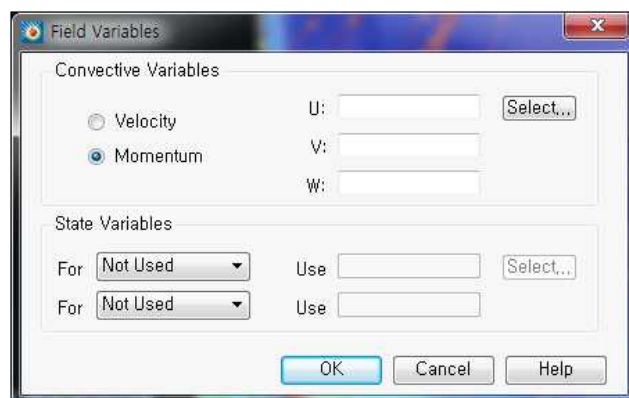 Field Variables
Convective Variables
Velocity
Momentum
U:
Select...
V:
W:
State Variables
For Not Used Use Select...
For Not Used Use
OK Cancel Help